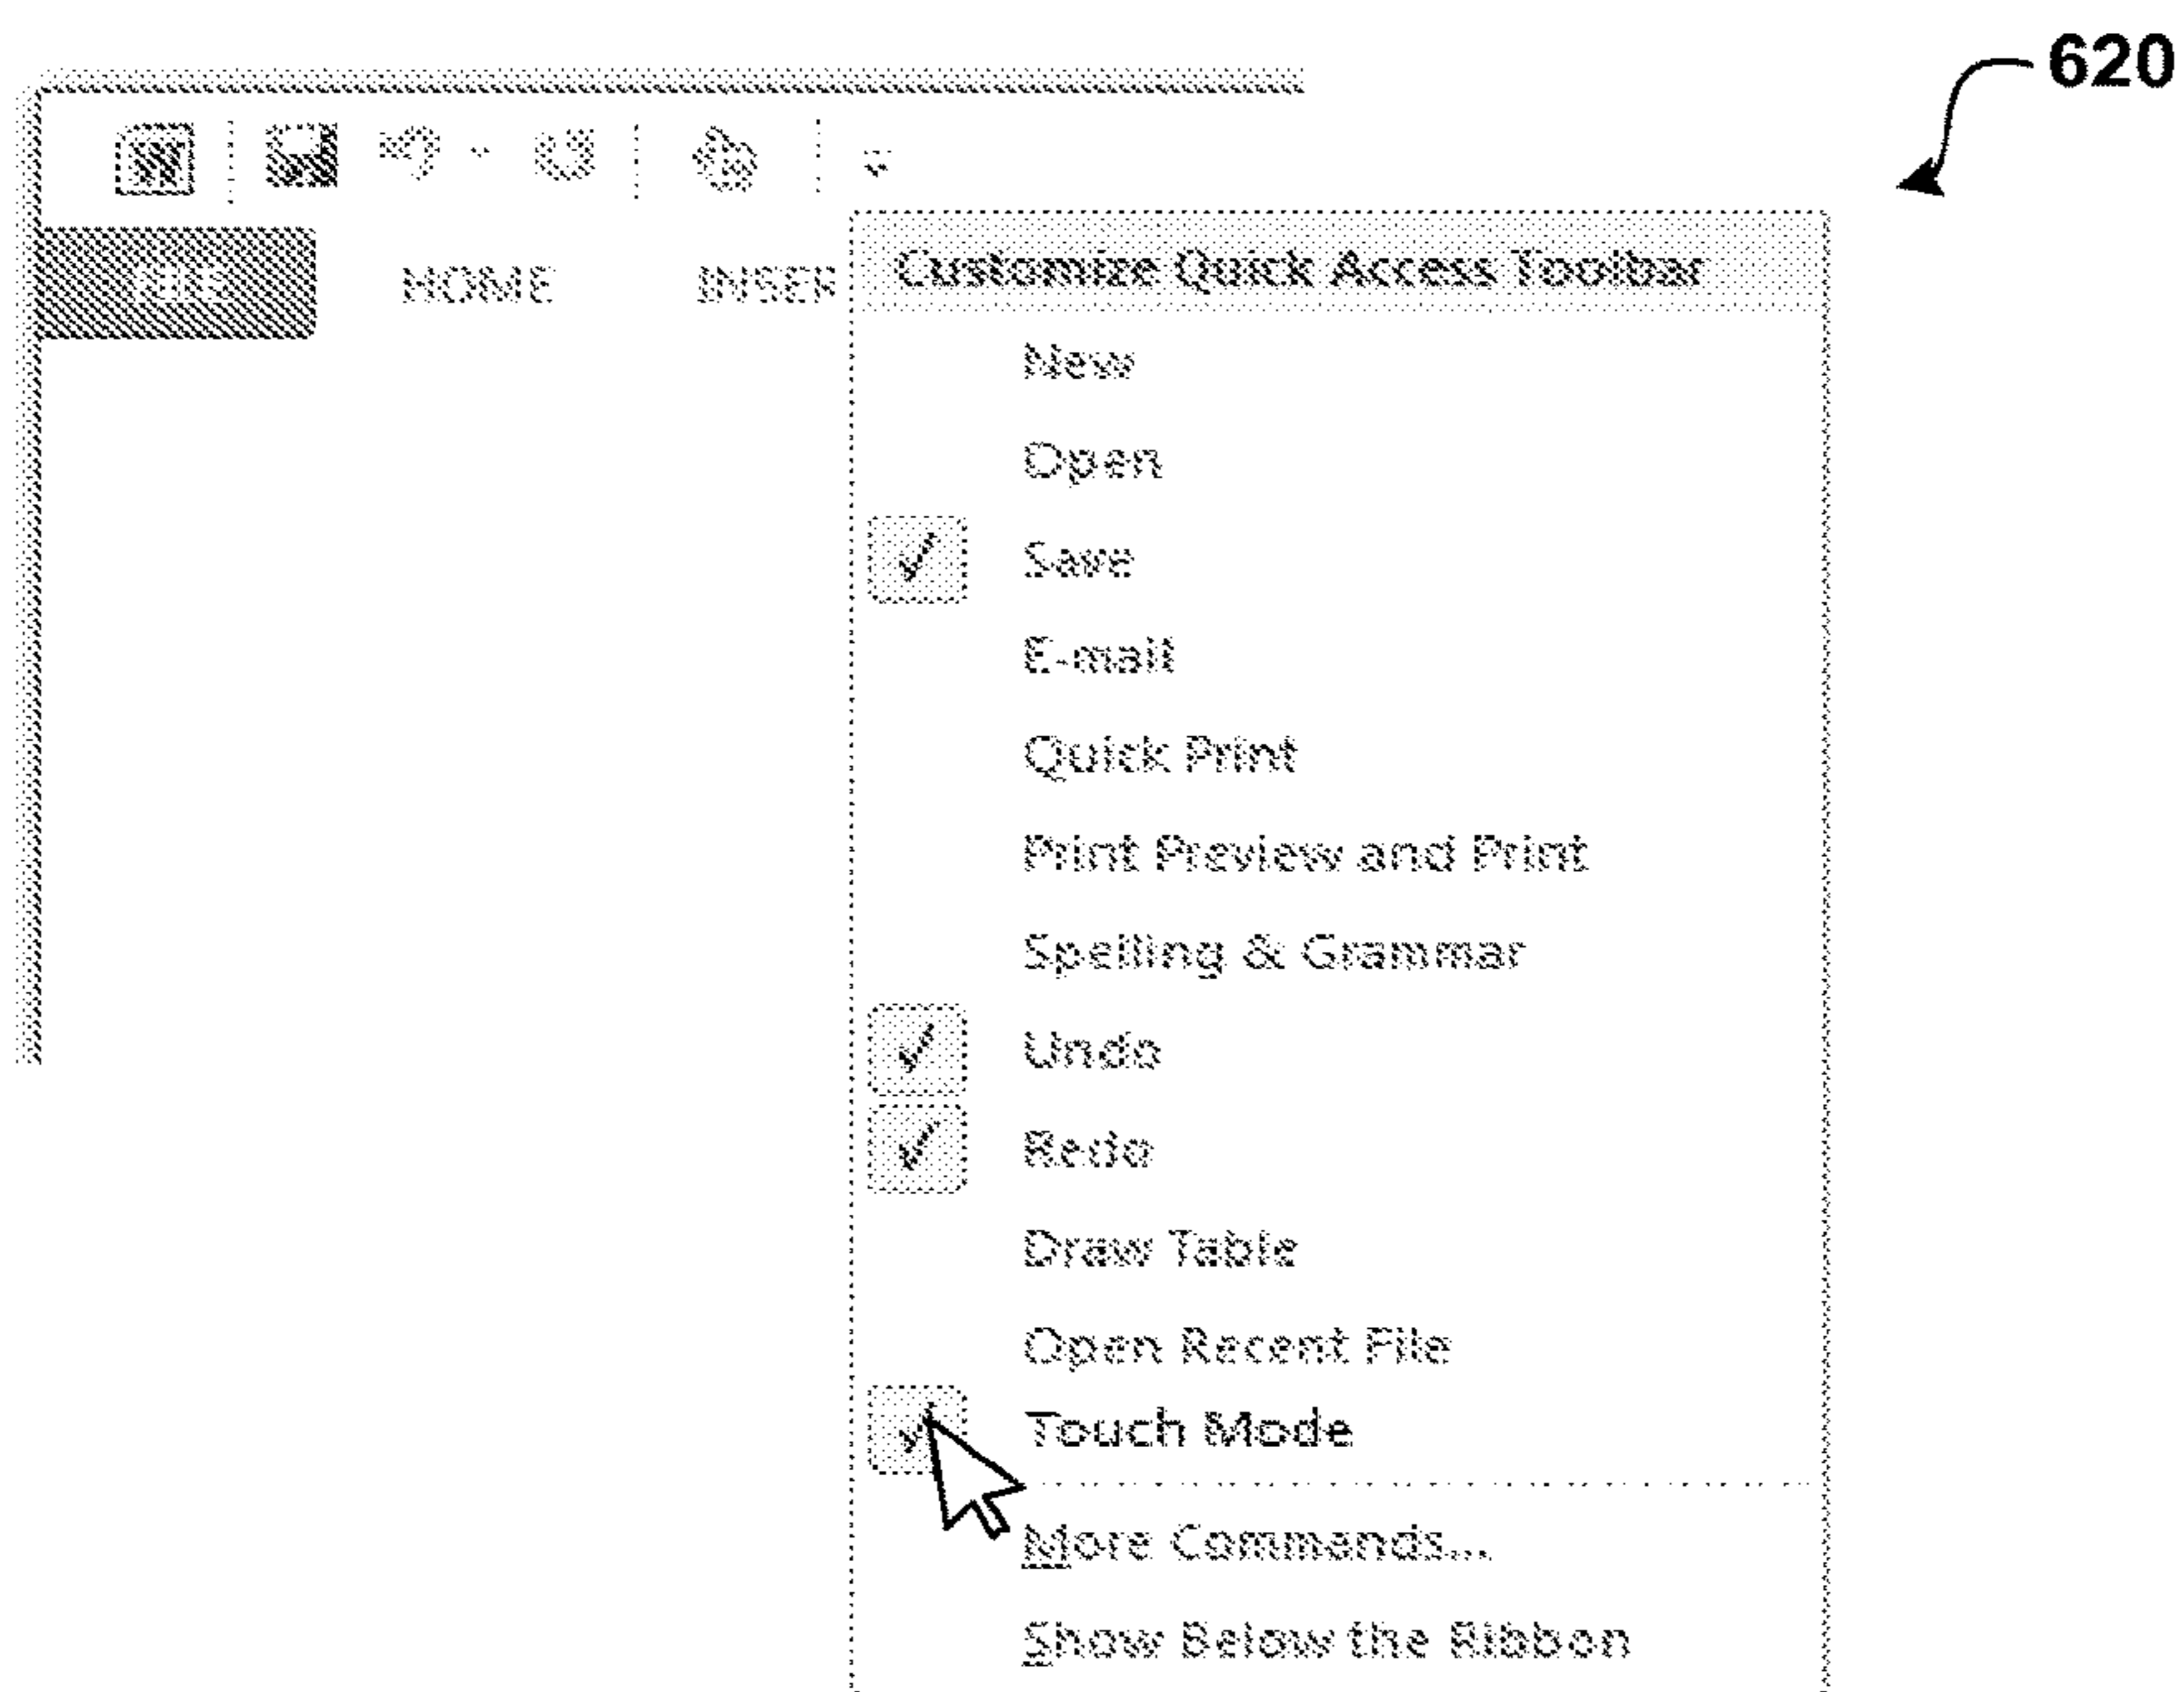 620
FILE HOME INSER
Customize Quick Access Toolbar
New
Open
Save
E-mail
Quick Print
Print Preview and Print
Spelling & Grammar
Undo
Redo
Draw Table
Open Recent File
Touch Mode
More Commands...
Show Below the Ribbon